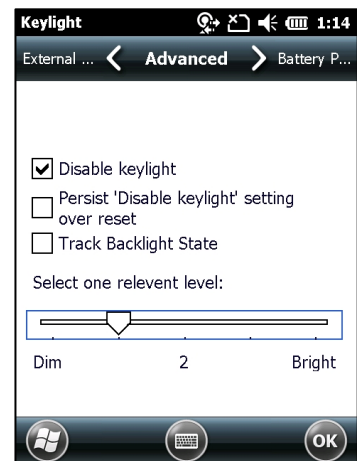 Keylight 1:14
External ... Advanced Battery P...
Disable keylight
Persist 'Disable keylight' setting
over reset
Track Backlight State
Select one relevent level:
Dim 2 Bright
OK